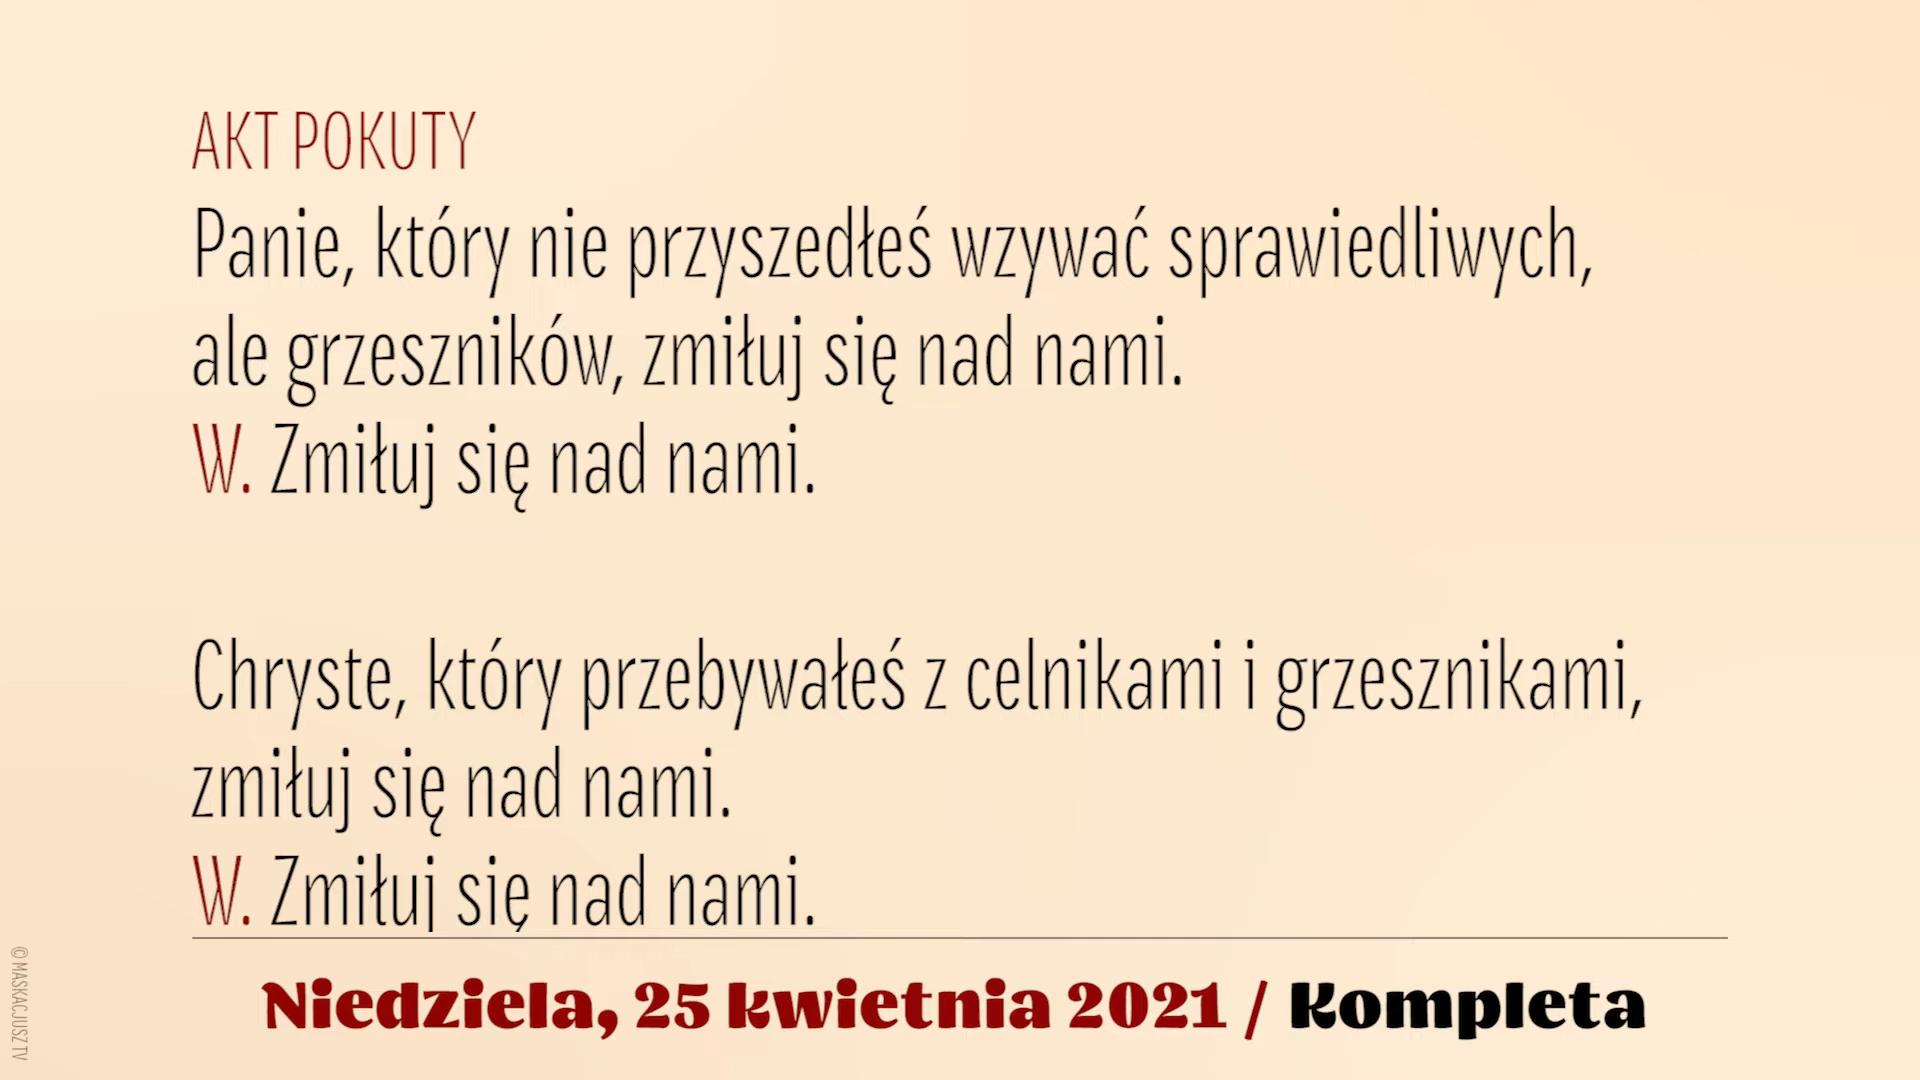 AKT POKUTY
Panie, który nie przyszedłeś wzywać sprawiedliwych,
ale grzeszników, zmiłuj się nad nami.
W. Zmiłuj się nad nami.
Chryste, który przebywałeś z celnikami i grzesznikami,
zmiłuj się nad nami.
W. Zmiłuj się nad nami.
Niedziela, 25 kwietnia 2021 / Kompleta
© MASKACJUSZ TV